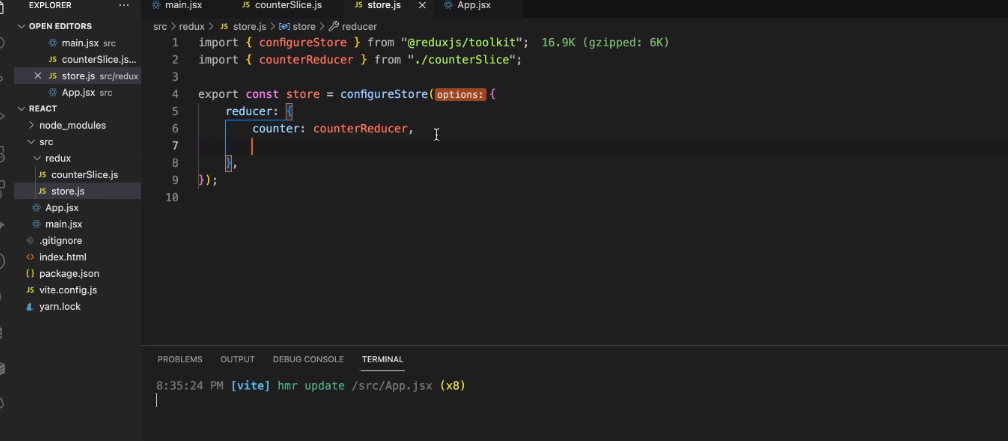 EXPLORER ...
main.jsx
JS counterSlice.js
JS store.js
App.jsx
OPEN EDITORS
main.jsx src
JS counterSlice.js...
JS store.js src/redux
App.jsx src
REACT
node_modules
src
redux
JS counterSlice.js
JS store.js
App.jsx
main.jsx
.gitignore
index.html
package.json
JS vite.config.js
yarn.lock
src > redux > JS store.js > store > reducer
1 import { configureStore } from "@reduxjs/toolkit"; 16.9K (gzipped: 6K)
2 import { counterReducer } from "./counterSlice";
3
4 export const store = configureStore(options: {
5 reducer: {
6 counter: counterReducer,
7
8 },
9 });
10
PROBLEMS OUTPUT DEBUG CONSOLE TERMINAL
8:35:24 PM [vite] hmr update /src/App.jsx (x8)